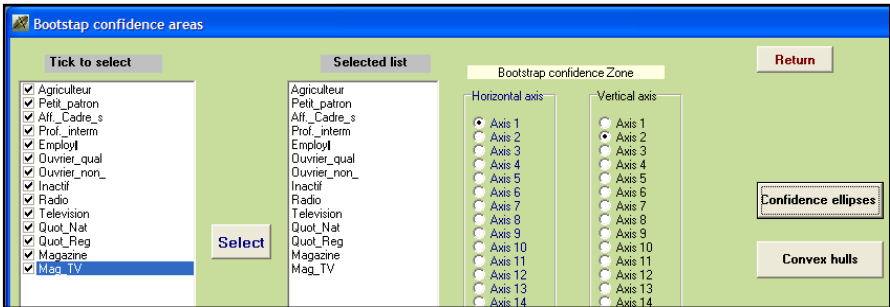 Bootstap confidence areas
Tick to select
Agriculteur
Petit_patron
Aff._Cadre_s
Prof._interm
Employl
Ouvrier_qual
Ouvrier_non_
Inactif
Radio
Television
Quot_Nat
Quot_Reg
Magazine
Mag_TV
Select
Selected list
Agriculteur
Petit_patron
Aff._Cadre_s
Prof._interm
Employl
Ouvrier_qual
Ouvrier_non_
Inactif
Radio
Television
Quot_Nat
Quot_Reg
Magazine
Mag_TV
Bootstrap confidence Zone
Horizontal axis
Axis 1
Axis 2
Axis 3
Axis 4
Axis 5
Axis 6
Axis 7
Axis 8
Axis 9
Axis 10
Axis 11
Axis 12
Axis 13
Axis 14
Vertical axis
Axis 1
Axis 2
Axis 3
Axis 4
Axis 5
Axis 6
Axis 7
Axis 8
Axis 9
Axis 10
Axis 11
Axis 12
Axis 13
Axis 14
Return
Confidence ellipses
Convex hulls